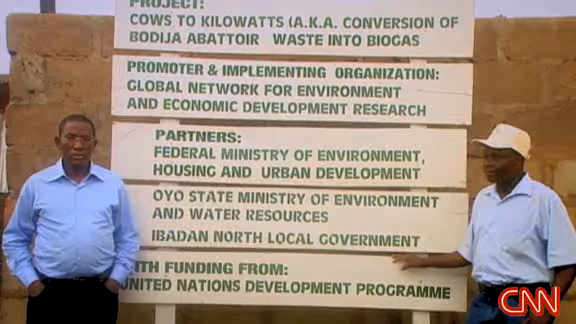 PROJECT:
COWS TO KILOWATTS (A.K.A. CONVERSION OF
BODIJA ABATTOIR WASTE INTO BIOGAS
PROMOTER & IMPLEMENTING ORGANIZATION:
GLOBAL NETWORK FOR ENVIRONMENT
AND ECONOMIC DEVELOPMENT RESEARCH
PARTNERS:
FEDERAL MINISTRY OF ENVIRONMENT,
HOUSING AND URBAN DEVELOPMENT
OYO STATE MINISTRY OF ENVIRONMENT
AND WATER RESOURCES
IBADAN NORTH LOCAL GOVERNMENT
WITH FUNDING FROM:
UNITED NATIONS DEVELOPMENT PROGRAMME
CNN